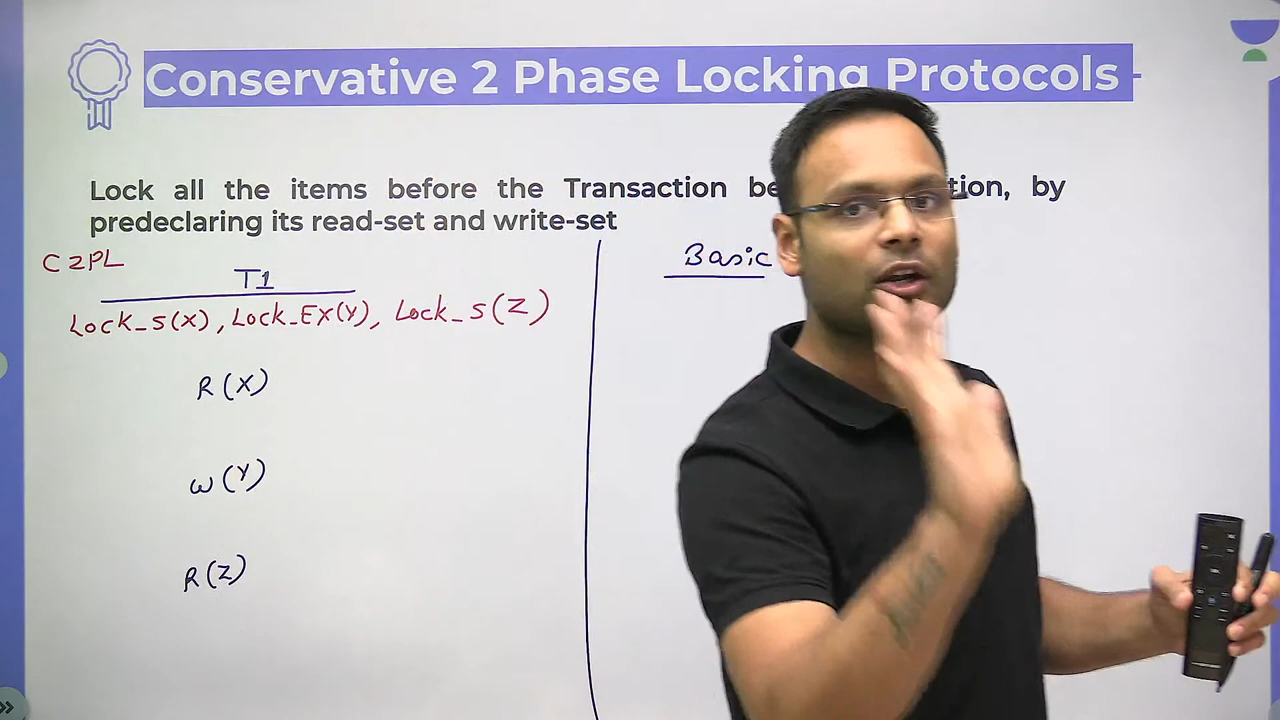 Conservative 2 Phase Locking Protocols -
Lock all the items before the Transaction tion, by
predeclaring its read-set and write-set
C2PL
T1
Lock_S(X), Lock_EX(Y), Lock_S(Z)
R(X)
W(Y)
R(Z)
Basic